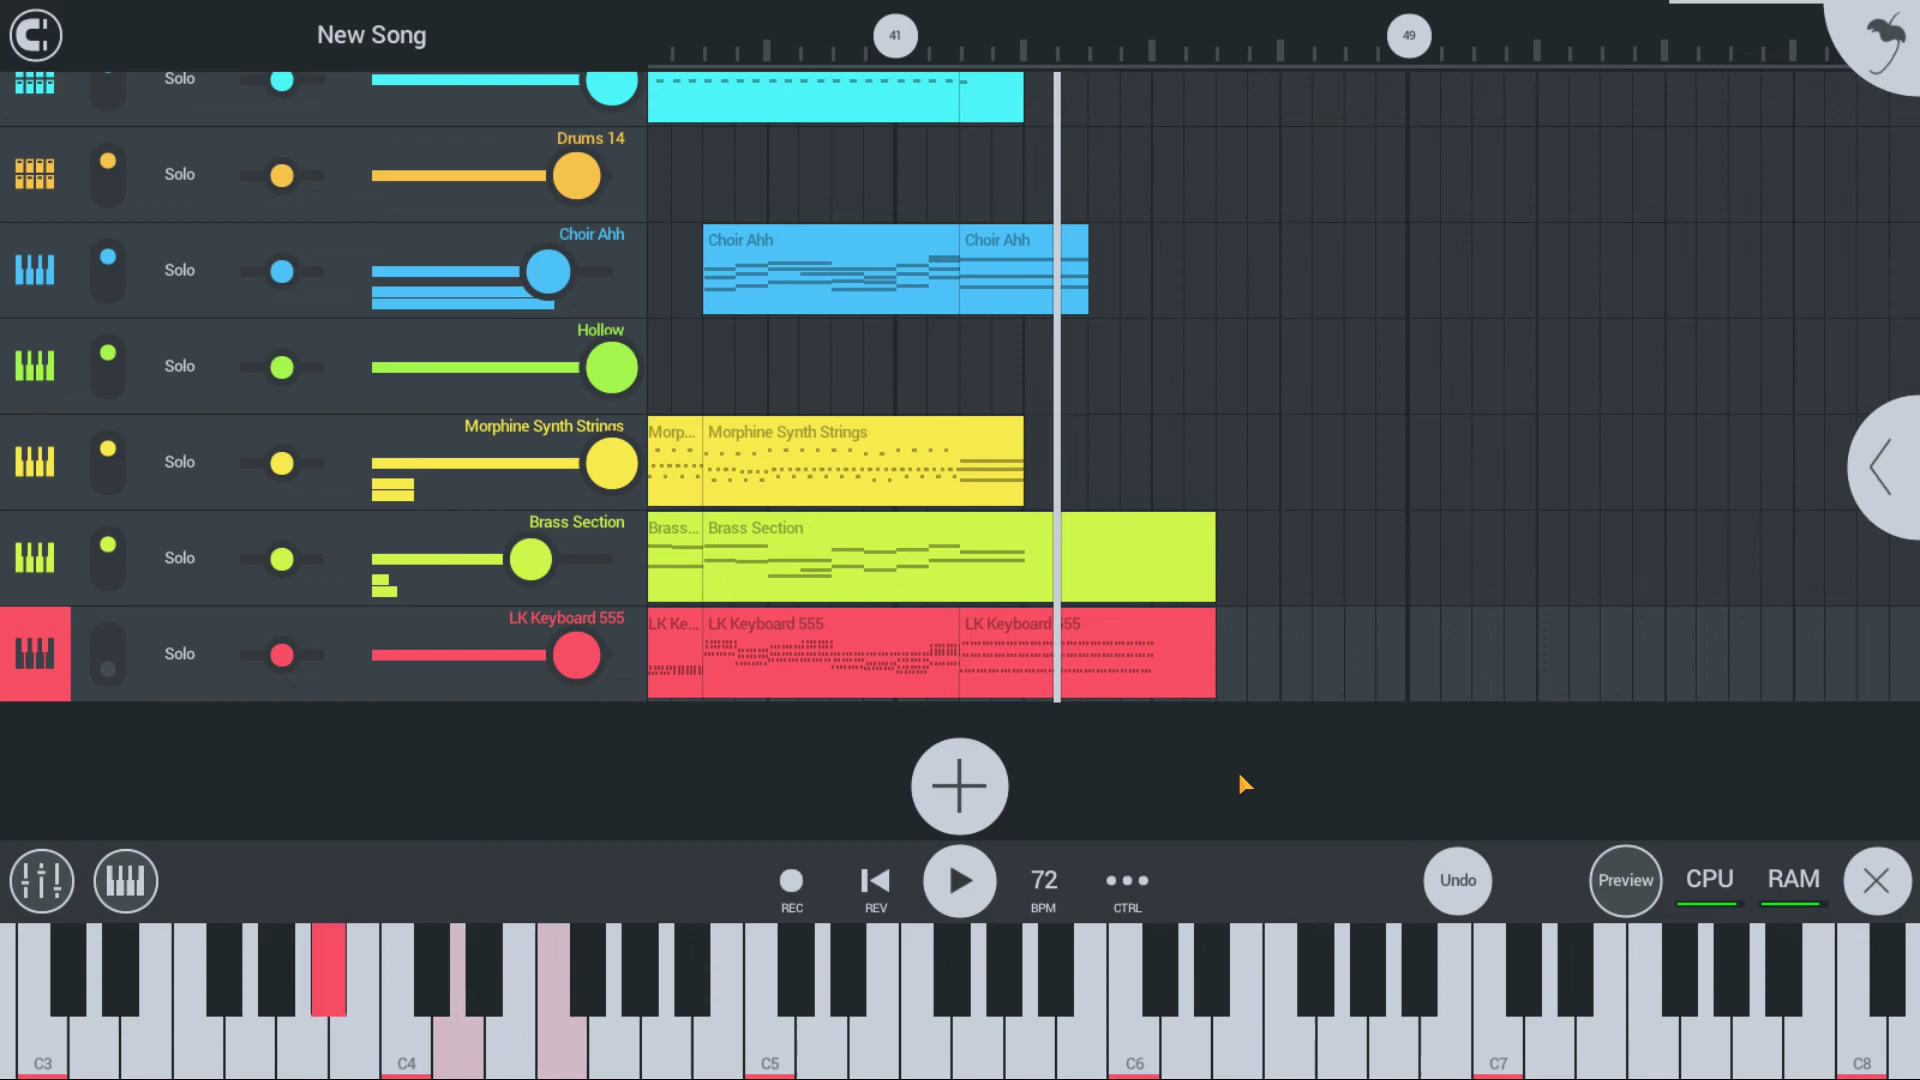 New Song
41
49
Solo
Drums 14
Solo
Choir Ahh
Choir Ahh
Choir Ahh
Solo
Hollow
Solo
Morphine Synth Strings
Morp...
Morphine Synth Strings
Solo
Brass Section
Brass...
Brass Section
Solo
LK Keyboard 555
LK Ke...
LK Keyboard 555
LK Keyboard 555
Solo
REC
REV
72
BPM
CTRL
Undo
Preview
CPU
RAM
C3
C4
C5
C6
C7
C8